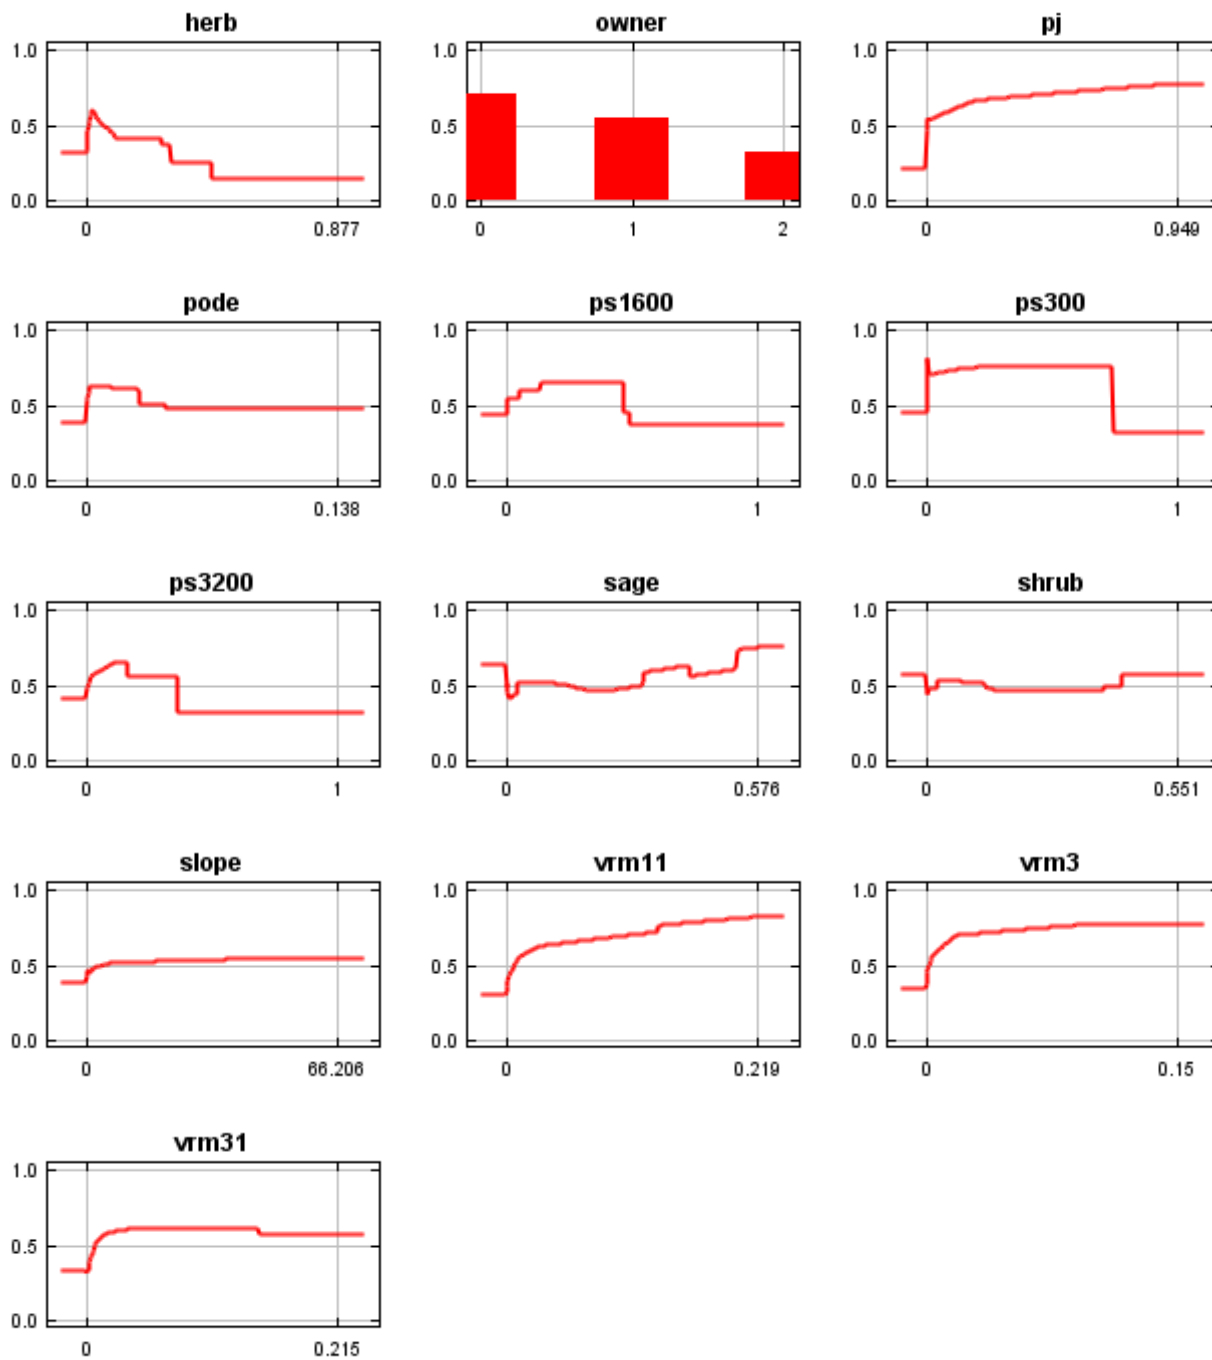 herb owner pj
1.0 1.0 1.0
0.5 0.5 0.5
0.0 0.0 0.0
0 0.877 0 1 2 0 0.949
pode ps1600 ps300
1.0 1.0 1.0
0.5 0.5 0.5
0.0 0.0 0.0
0 0.138 0 1 0 1
ps3200 sage shrub
1.0 1.0 1.0
0.5 0.5 0.5
0.0 0.0 0.0
0 1 0 0.576 0 0.551
slope vrm11 vrm3
1.0 1.0 1.0
0.5 0.5 0.5
0.0 0.0 0.0
0 66.206 0 0.219 0 0.15
vrm31
1.0
0.5
0.0
0 0.215